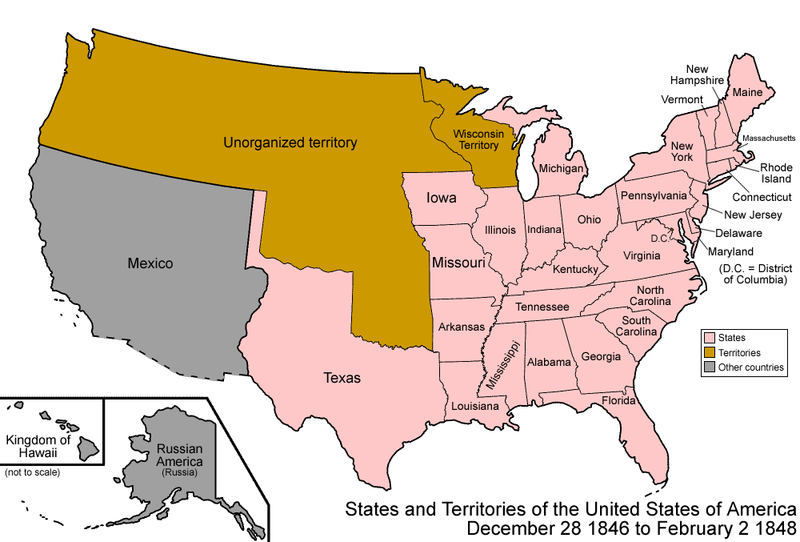 New
Hampshire
Vermont
Maine
Massachusetts
Unorganized territory
Wisconsin
Territory
New
York
Michigan
Rhode
Island
Connecticut
Iowa
Pennsylvania
New Jersey
Ohio
Illinois
Indiana
Delaware
D.C.
Maryland
Mexico
Missouri
Virginia
(D.C. = District
of Columbia)
Kentucky
North
Carolina
Tennessee
South
Carolina
Arkansas
States
Territories
Other countries
Mississippi
Alabama
Georgia
Texas
Louisiana
Florida
Kingdom of
Hawaii
(not to scale)
Russian
America
(Russia)
States and Territories of the United States of America
December 28 1846 to February 2 1848